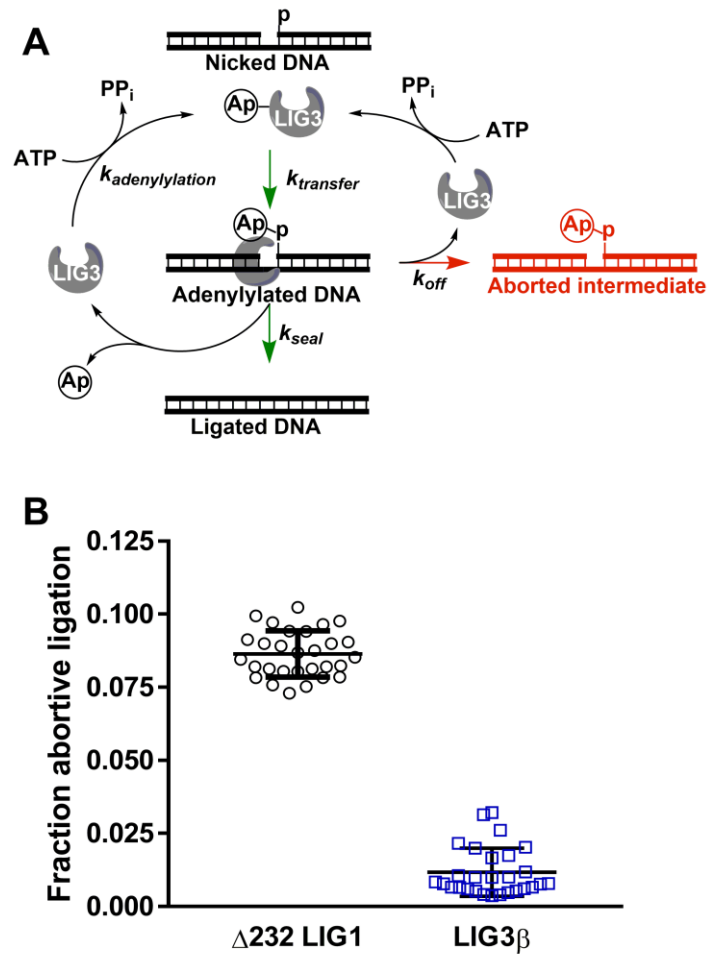 A
p
Nicked DNA
PPi
Ap
LIG3
PPi
ATP
ATP
kadenylylation
ktransfer
LIG3
Ap
p
Ap
p
LIG3
Adenylylated DNA
koff
Aborted intermediate
kseal
Ap
Ligated DNA
B
Fraction abortive ligation
0.125
0.100
0.075
0.050
0.025
0.000
Δ232 LIG1
LIG3β